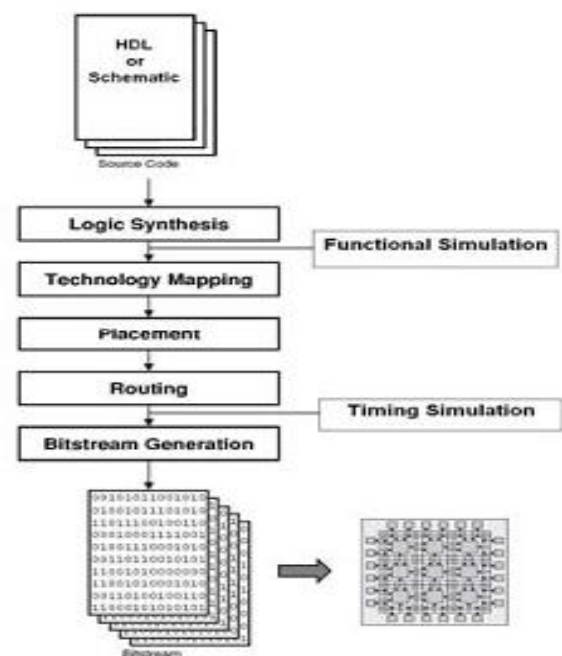 HDL
or
Schematic
Source Code
Logic Synthesis
Functional Simulation
Technology Mapping
Placement
Routing
Timing Simulation
Bitstream Generation
Bitstream